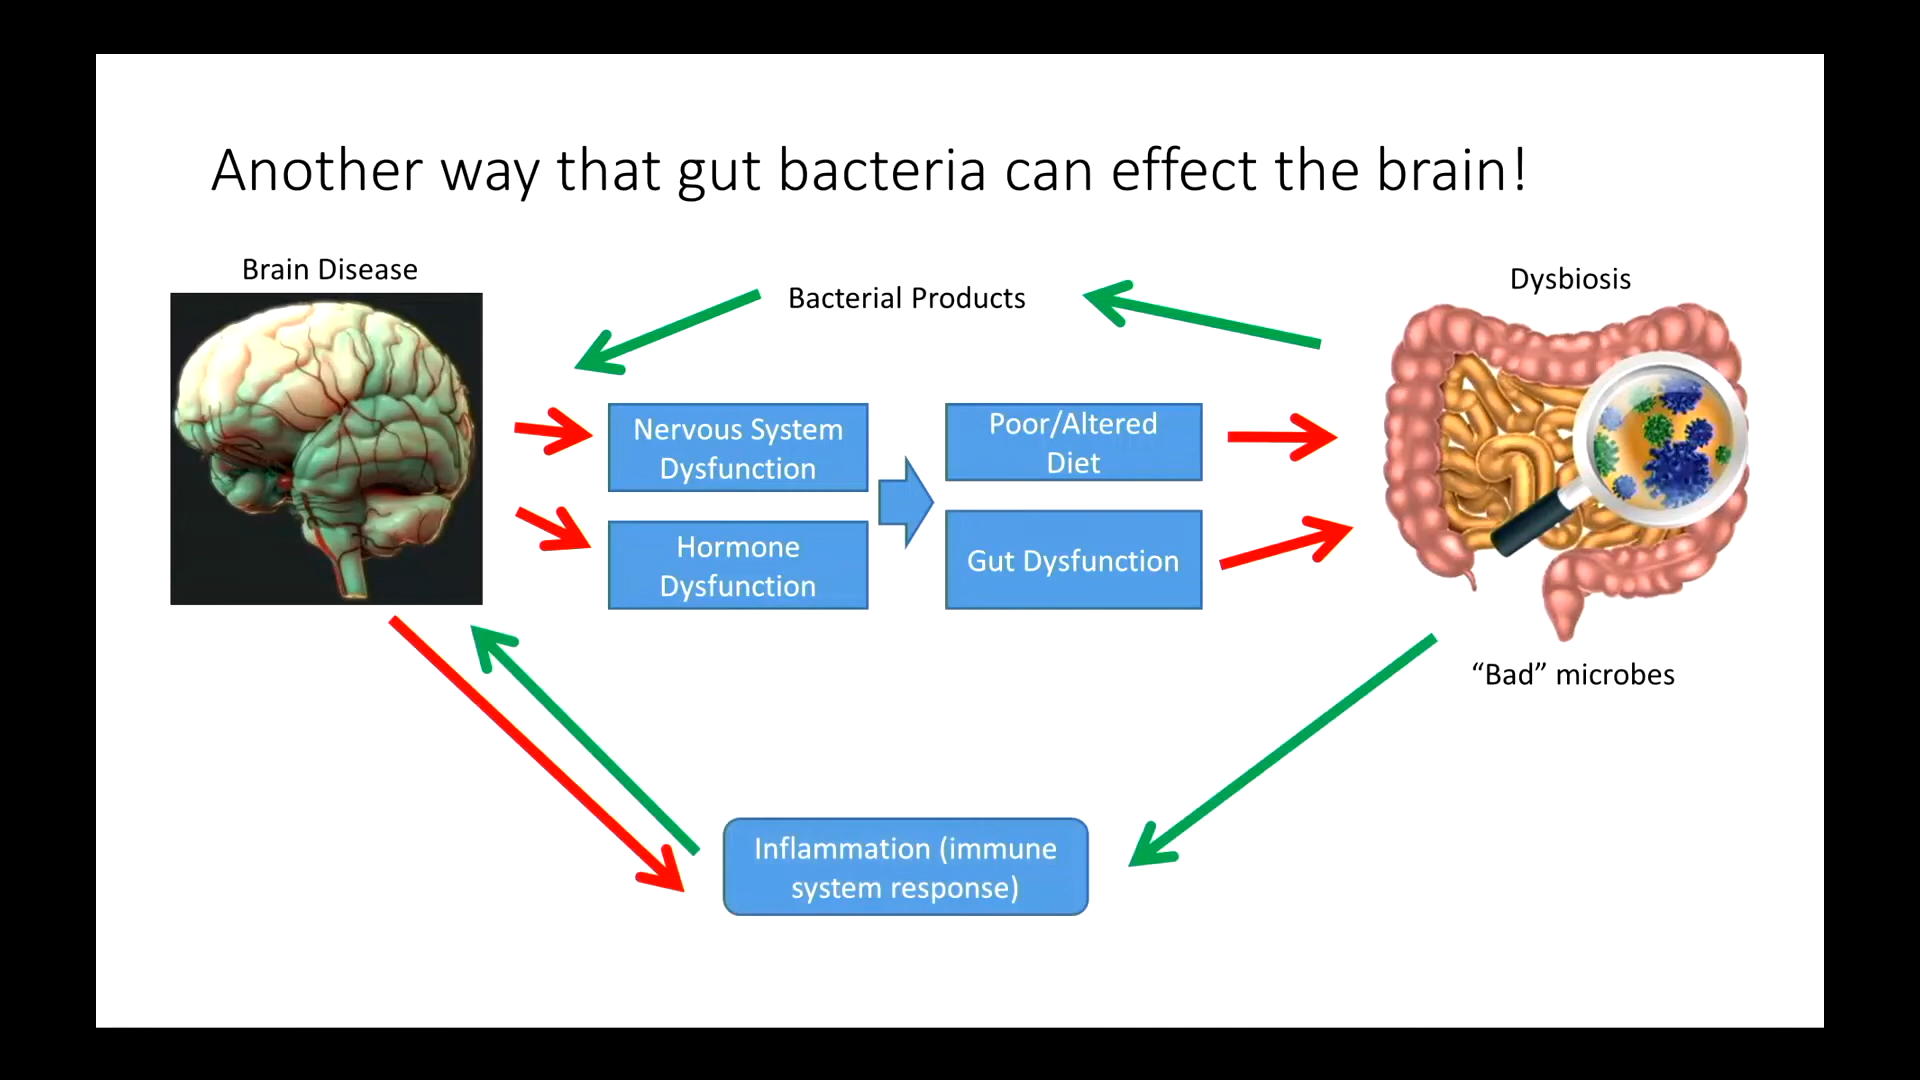 Another way that gut bacteria can effect the brain!
Brain Disease
Bacterial Products
Dysbiosis
Nervous System
Dysfunction
Poor/Altered
Diet
Hormone
Dysfunction
Gut Dysfunction
“Bad” microbes
Inflammation (immune
system response)